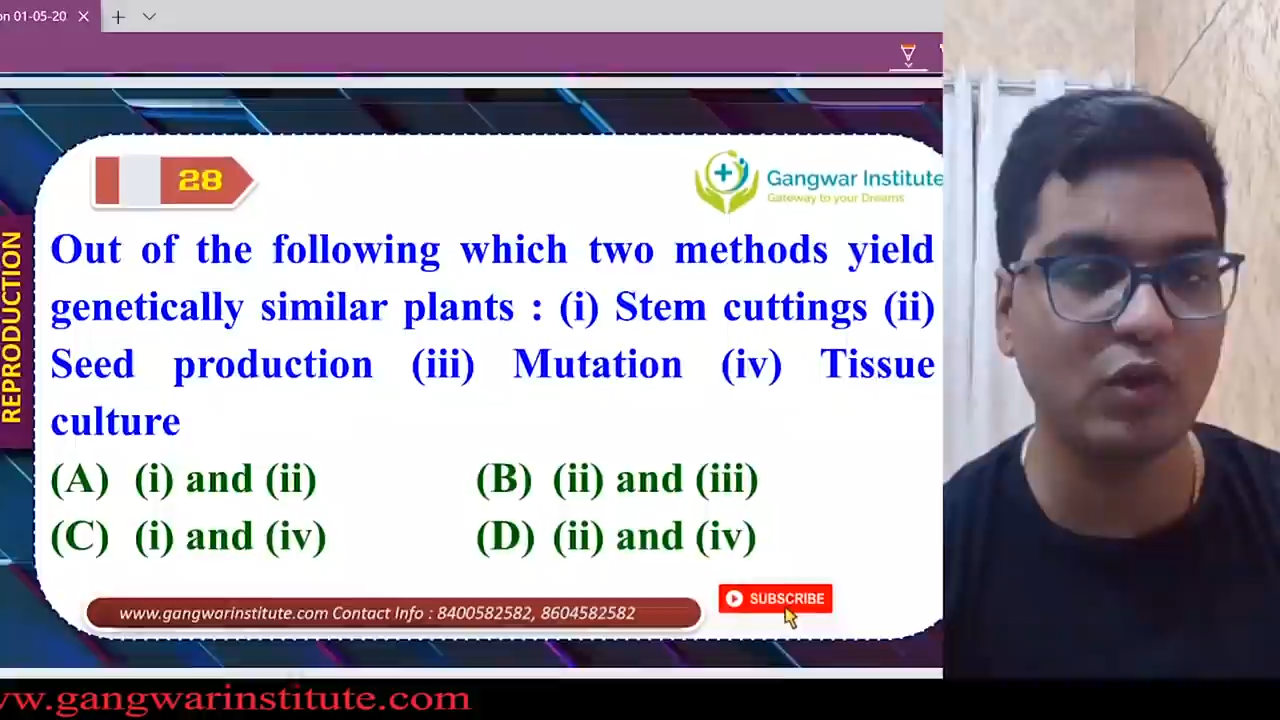 on 01-05-20
28
Gangwar Institute
Gateway to your Dreams
REPRODUCTION
Out of the following which two methods yield
genetically similar plants : (i) Stem cuttings (ii)
Seed production (iii) Mutation (iv) Tissue
culture
(A) (i) and (ii) (B) (ii) and (iii)
(C) (i) and (iv) (D) (ii) and (iv)
www.gangwarinstitute.com Contact Info : 8400582582, 8604582582
SUBSCRIBE
w.gangwarinstitute.com